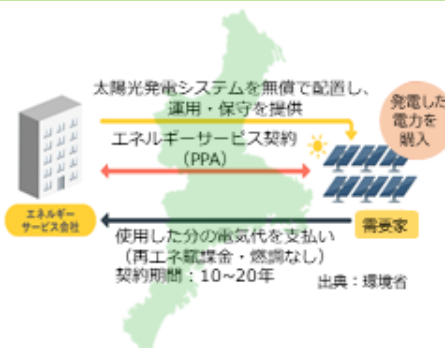 太陽光発電システムを無償で配置し、
運用・保守を提供
発電した
電力を
購入
エネルギーサービス契約
(PPA)
エネルギー
サービス会社
需要家
使用した分の電気代を支払い
(再エネ賦課金・燃調なし)
契約期間：10~20年
出典：環境省